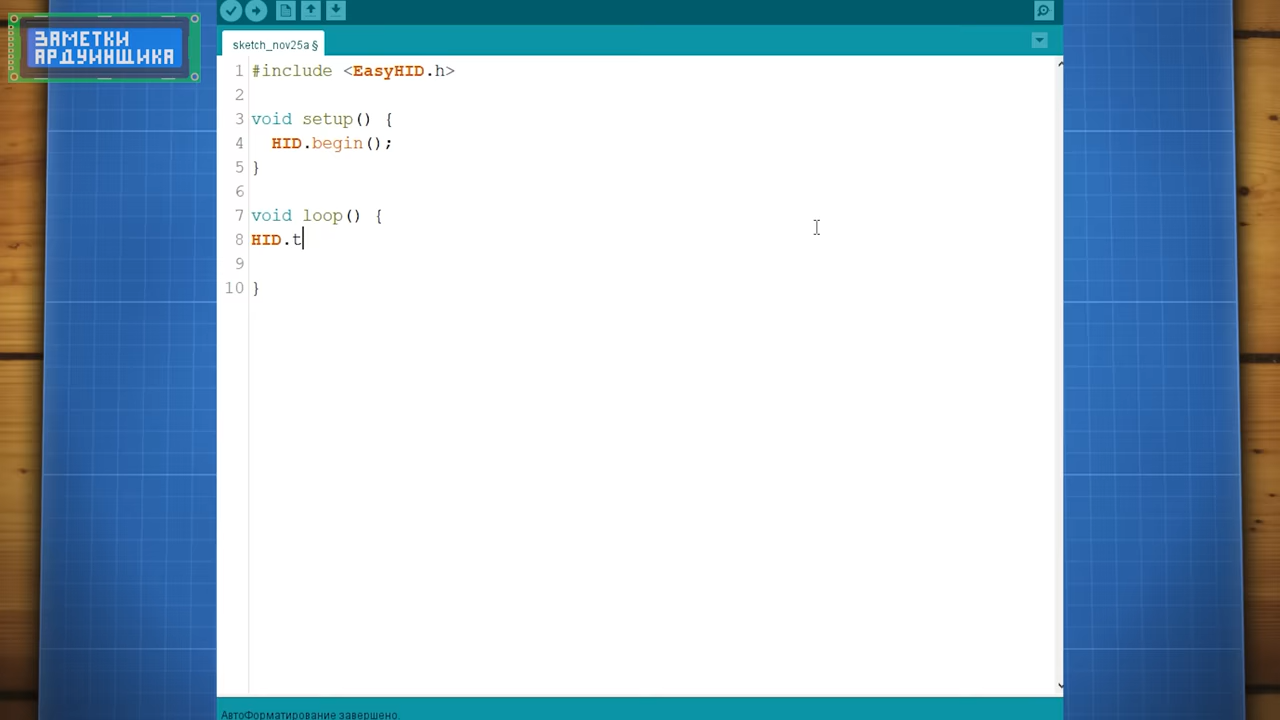 ЗАМЕТКИ
АРДУИНЩИКА
sketch_nov25a §
1 #include <EasyHID.h>
2
3 void setup() {
4 HID.begin();
5 }
6
7 void loop() {
8 HID.t
9
10 }
АвтоФорматирование завершено.